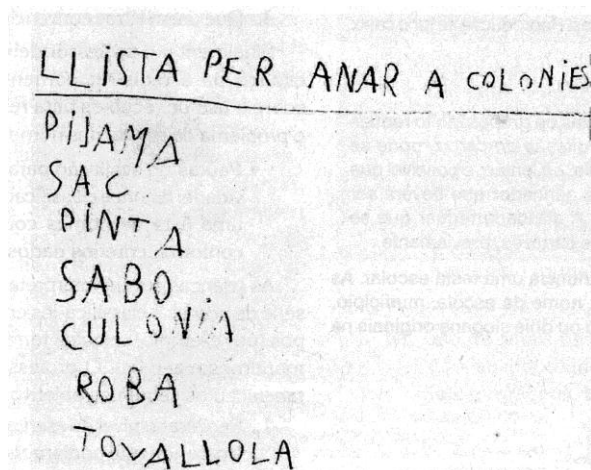 LLISTA PER ANAR A COLONIES
PIJAMA
SAC
PINTA
SABO
CULONIA
ROBA
TOVALLOLA